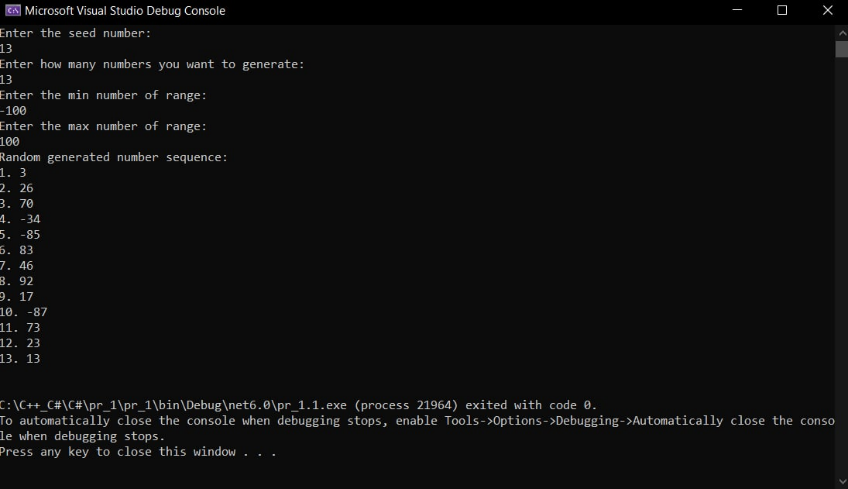 Microsoft Visual Studio Debug Console
Enter the seed number:
13
Enter how many numbers you want to generate:
13
Enter the min number of range:
-100
Enter the max number of range:
100
Random generated number sequence:
1. 3
2. 26
3. 70
4. -34
5. -85
6. 83
7. 46
8. 92
9. 17
10. -87
11. 73
12. 23
13. 13
C:\C++_C#\C#\pr_1\pr_1\bin\Debug\net6.0\pr_1.1.exe (process 21964) exited with code 0.
To automatically close the console when debugging stops, enable Tools->Options->Debugging->Automatically close the conso
le when debugging stops.
Press any key to close this window . . .